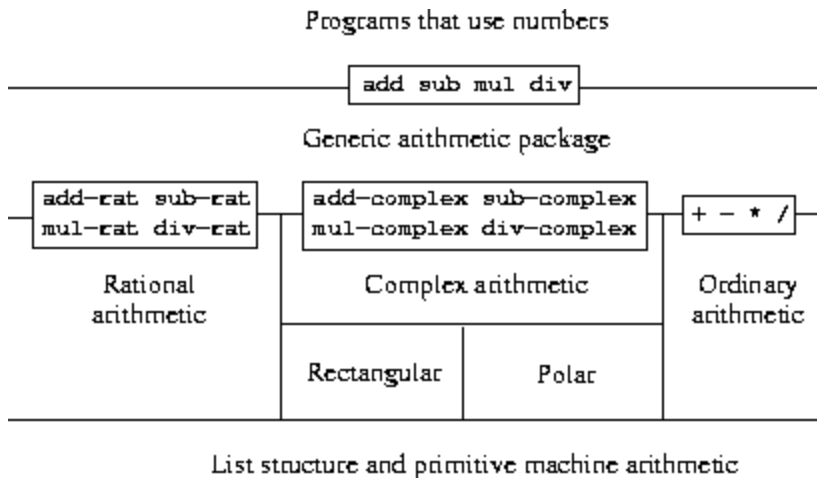 Programs that use numbers
add sub mul div
Generic arithmetic package
add-rat sub-rat
mul-rat div-rat
add-complex sub-complex
mul-complex div-complex
+ - * /
Rational
arithmetic
Complex arithmetic
Ordinary
arithmetic
Rectangular
Polar
List structure and primitive machine arithmetic